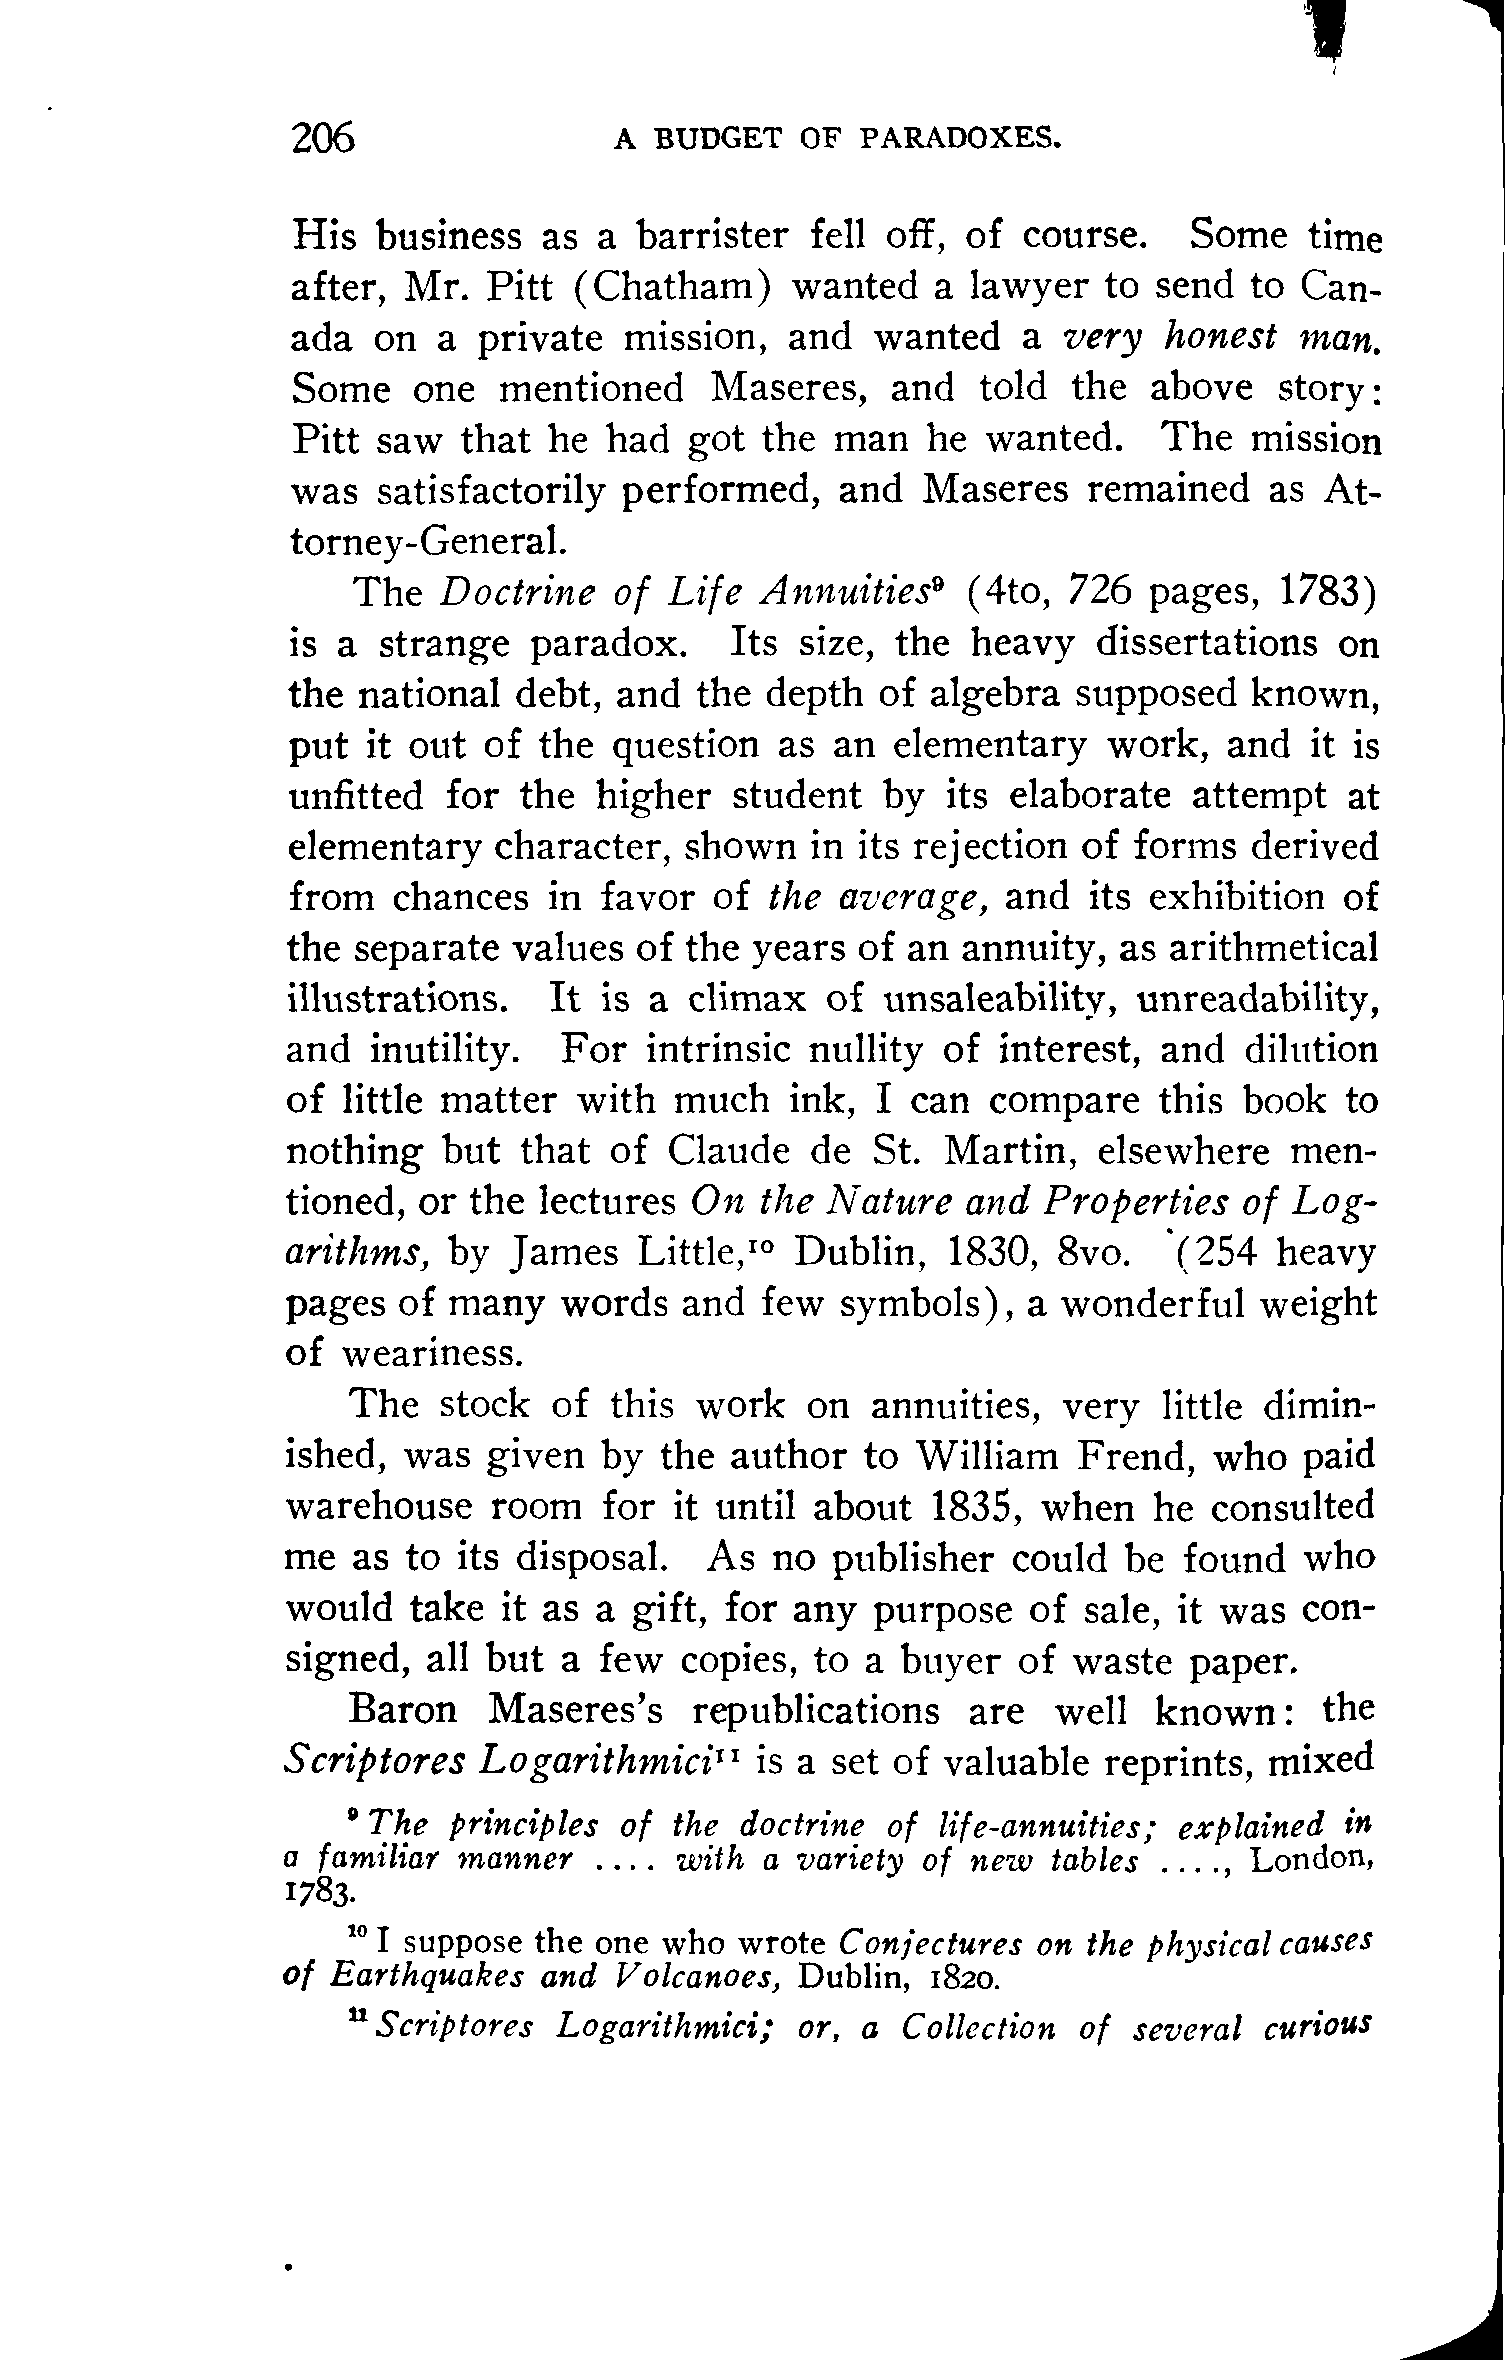 206 A BUDGET OF PARADOXES.
His business as a barrister fell off, of course. Some time
after, Mr. Pitt (Chatham) wanted a lawyer to send to Can-
ada on a private mission, and wanted a very honest man.
Some one mentioned Maseres, and told the above story:
Pitt saw that he had got the man he wanted. The mission
was satisfactorily performed, and Maseres remained as At-
torney-General.
The Doctrine of Life Annuities⁹ (4to, 726 pages, 1783)
is a strange paradox. Its size, the heavy dissertations on
the national debt, and the depth of algebra supposed known,
put it out of the question as an elementary work, and it is
unfitted for the higher student by its elaborate attempt at
elementary character, shown in its rejection of forms derived
from chances in favor of the average, and its exhibition of
the separate values of the years of an annuity, as arithmetical
illustrations. It is a climax of unsaleability, unreadability,
and inutility. For intrinsic nullity of interest, and dilution
of little matter with much ink, I can compare this book to
nothing but that of Claude de St. Martin, elsewhere men-
tioned, or the lectures On the Nature and Properties of Log-
arithms, by James Little,¹⁰ Dublin, 1830, 8vo. (254 heavy
pages of many words and few symbols), a wonderful weight
of weariness.
The stock of this work on annuities, very little dimin-
ished, was given by the author to William Frend, who paid
warehouse room for it until about 1835, when he consulted
me as to its disposal. As no publisher could be found who
would take it as a gift, for any purpose of sale, it was con-
signed, all but a few copies, to a buyer of waste paper.
Baron Maseres's republications are well known: the
Scriptores Logarithmici¹¹ is a set of valuable reprints, mixed
⁹ The principles of the doctrine of life-annuities; explained in
a familiar manner .... with a variety of new tables ...., London,
1783.
¹⁰ I suppose the one who wrote Conjectures on the physical causes
of Earthquakes and Volcanoes, Dublin, 1820.
¹¹ Scriptores Logarithmici; or, a Collection of several curious